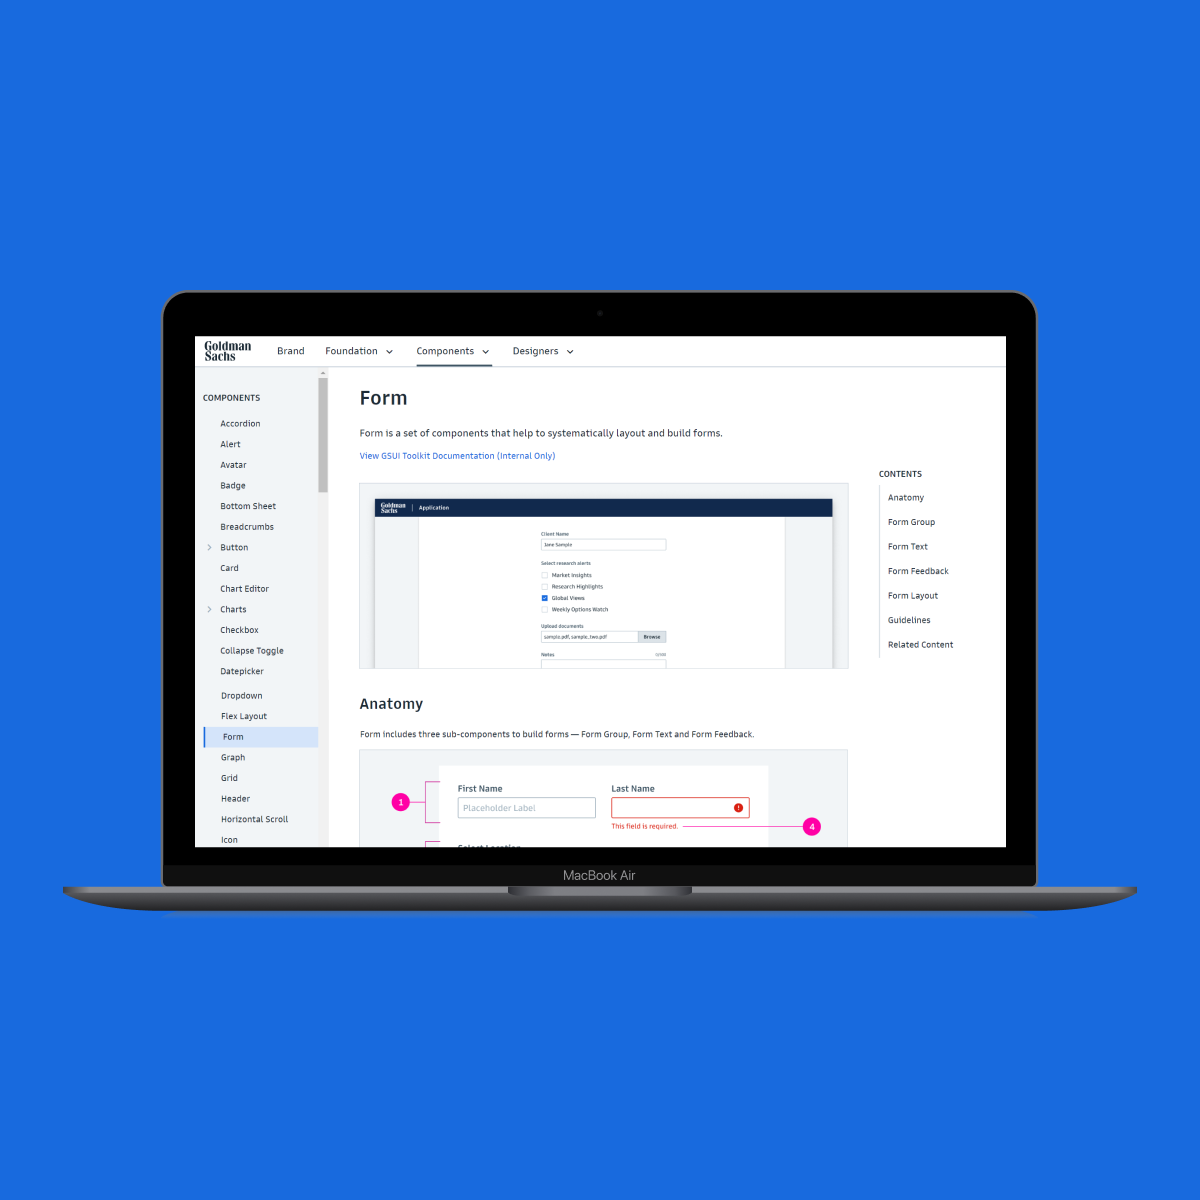 Goldman
Sachs
Brand
Foundation
Components
Designers
COMPONENTS
Accordion
Alert
Avatar
Badge
Bottom Sheet
Breadcrumbs
Button
Card
Chart Editor
Charts
Checkbox
Collapse Toggle
Datepicker
Dropdown
Flex Layout
Form
Graph
Grid
Header
Horizontal Scroll
Icon
Form
Form is a set of components that help to systematically layout and build forms.
View GSUI Toolkit Documentation (Internal Only)
Goldman
Sachs
Application
Client Name
Jane Sample
Select research alerts
Market Insights
Research Highlights
Global Views
Weekly Options Watch
Upload documents
sample.pdf, sample_two.pdf
Browse
Notes
Anatomy
Form includes three sub-components to build forms — Form Group, Form Text and Form Feedback.
1
First Name
Placeholder Label
Last Name
This field is required.
4
Select Location
CONTENTS
Anatomy
Form Group
Form Text
Form Feedback
Form Layout
Guidelines
Related Content
MacBook Air